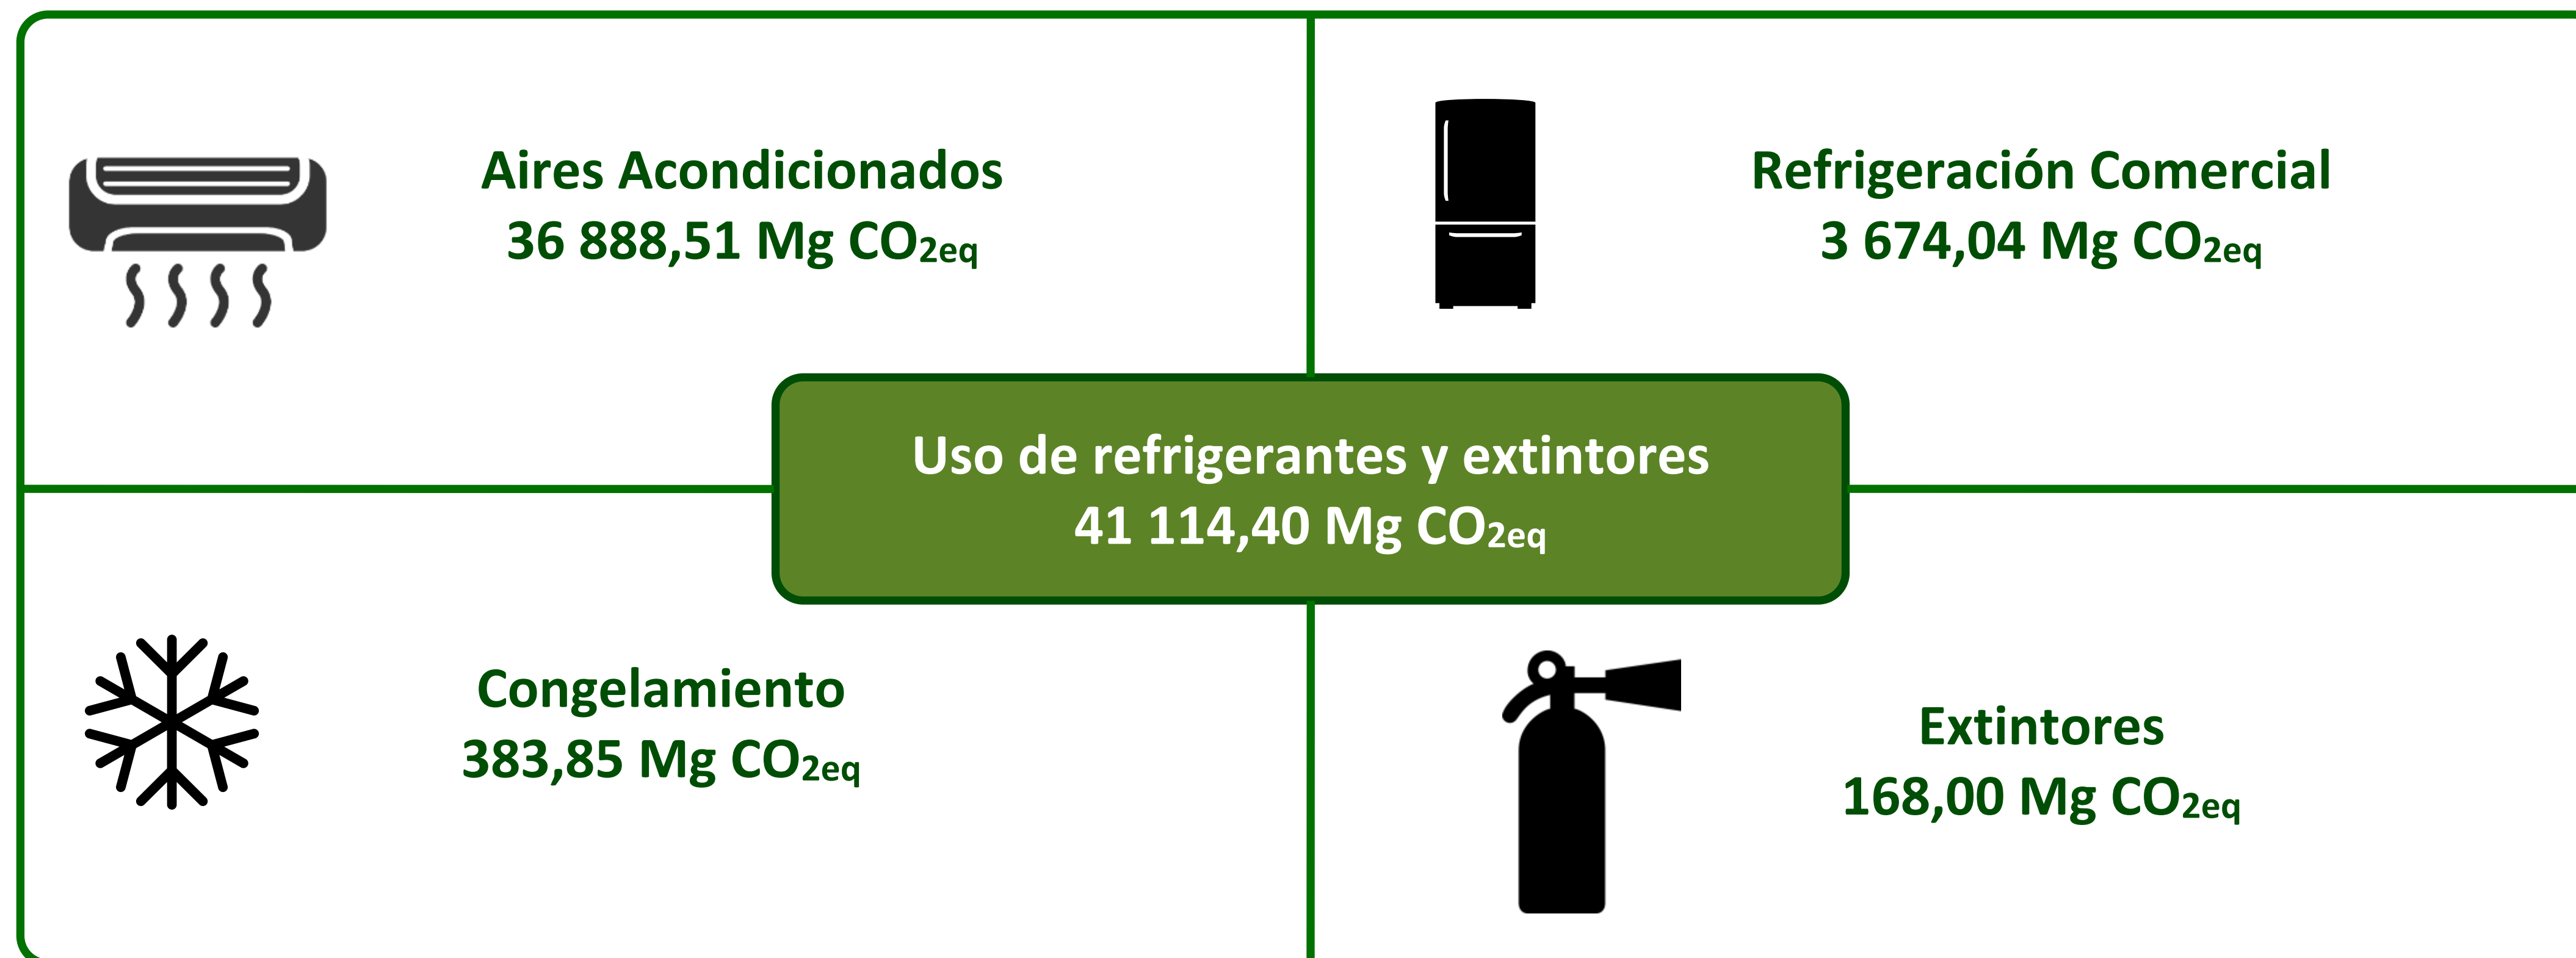 Aires Acondicionados
36 888,51 Mg CO2eq
Refrigeración Comercial
3 674,04 Mg CO2eq
Uso de refrigerantes y extintores
41 114,40 Mg CO2eq
Congelamiento
383,85 Mg CO2eq
Extintores
168,00 Mg CO2eq